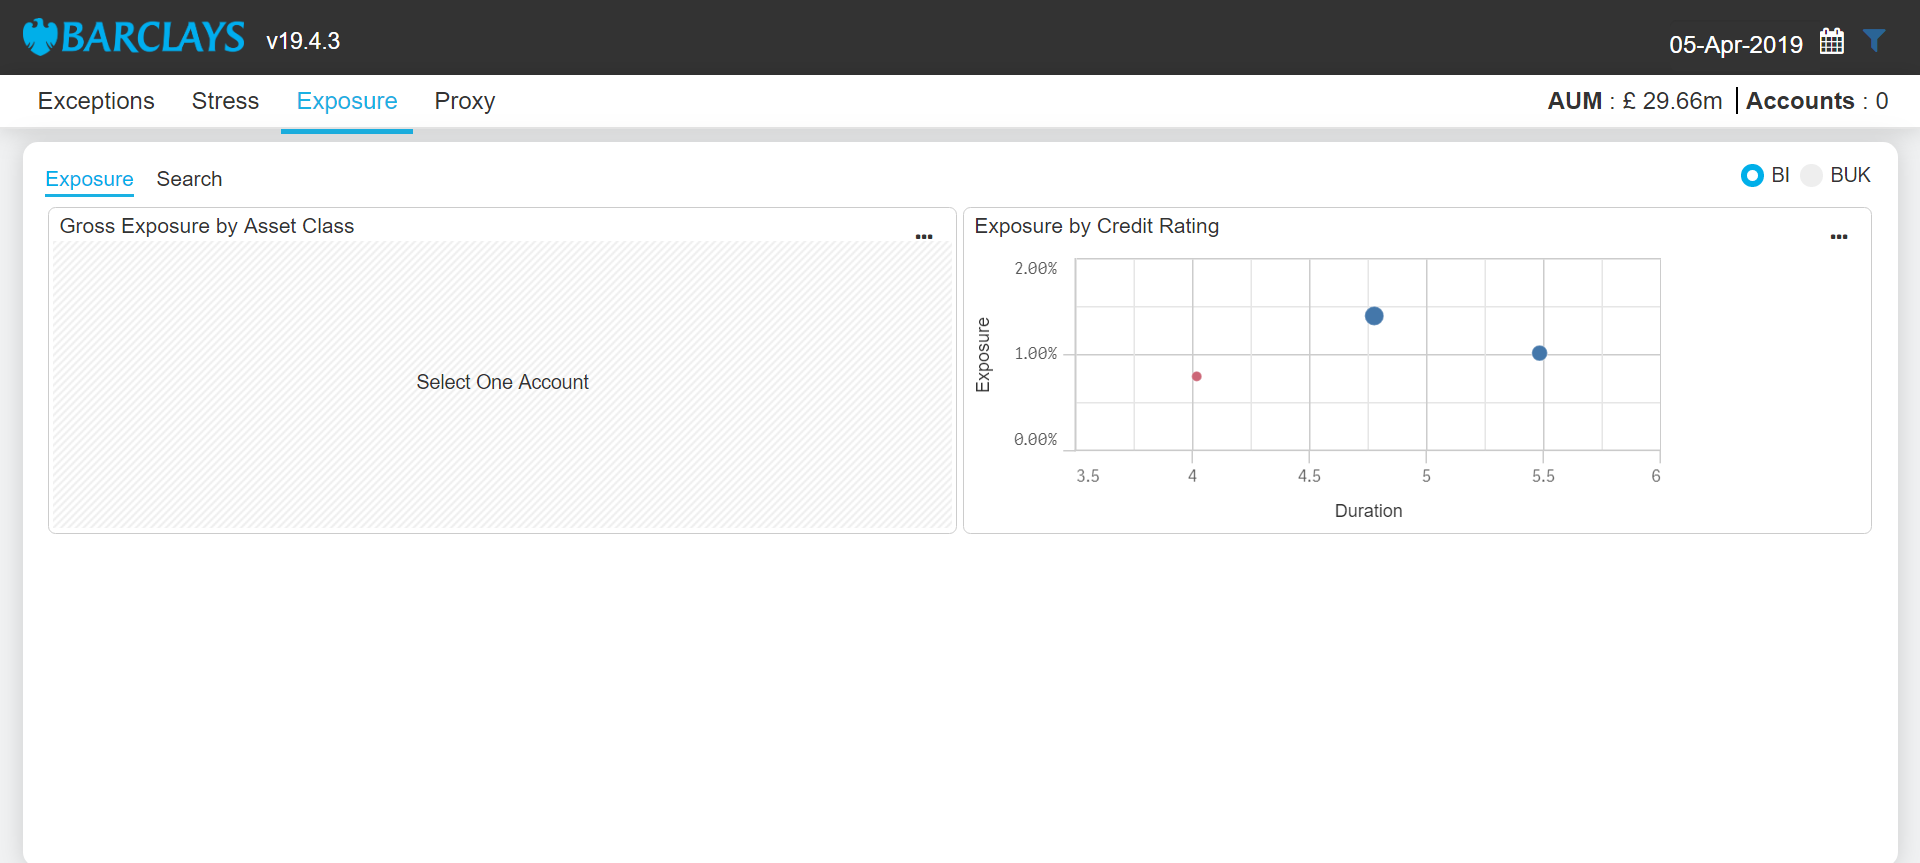 BARCLAYS v19.4.3
05-Apr-2019
Exceptions Stress Exposure Proxy
AUM : £ 29.66m Accounts : 0
Exposure Search
BI BUK
Gross Exposure by Asset Class
...
Select One Account
Exposure by Credit Rating
...
Exposure
2.00%
1.00%
0.00%
3.5 4 4.5 5 5.5 6
Duration